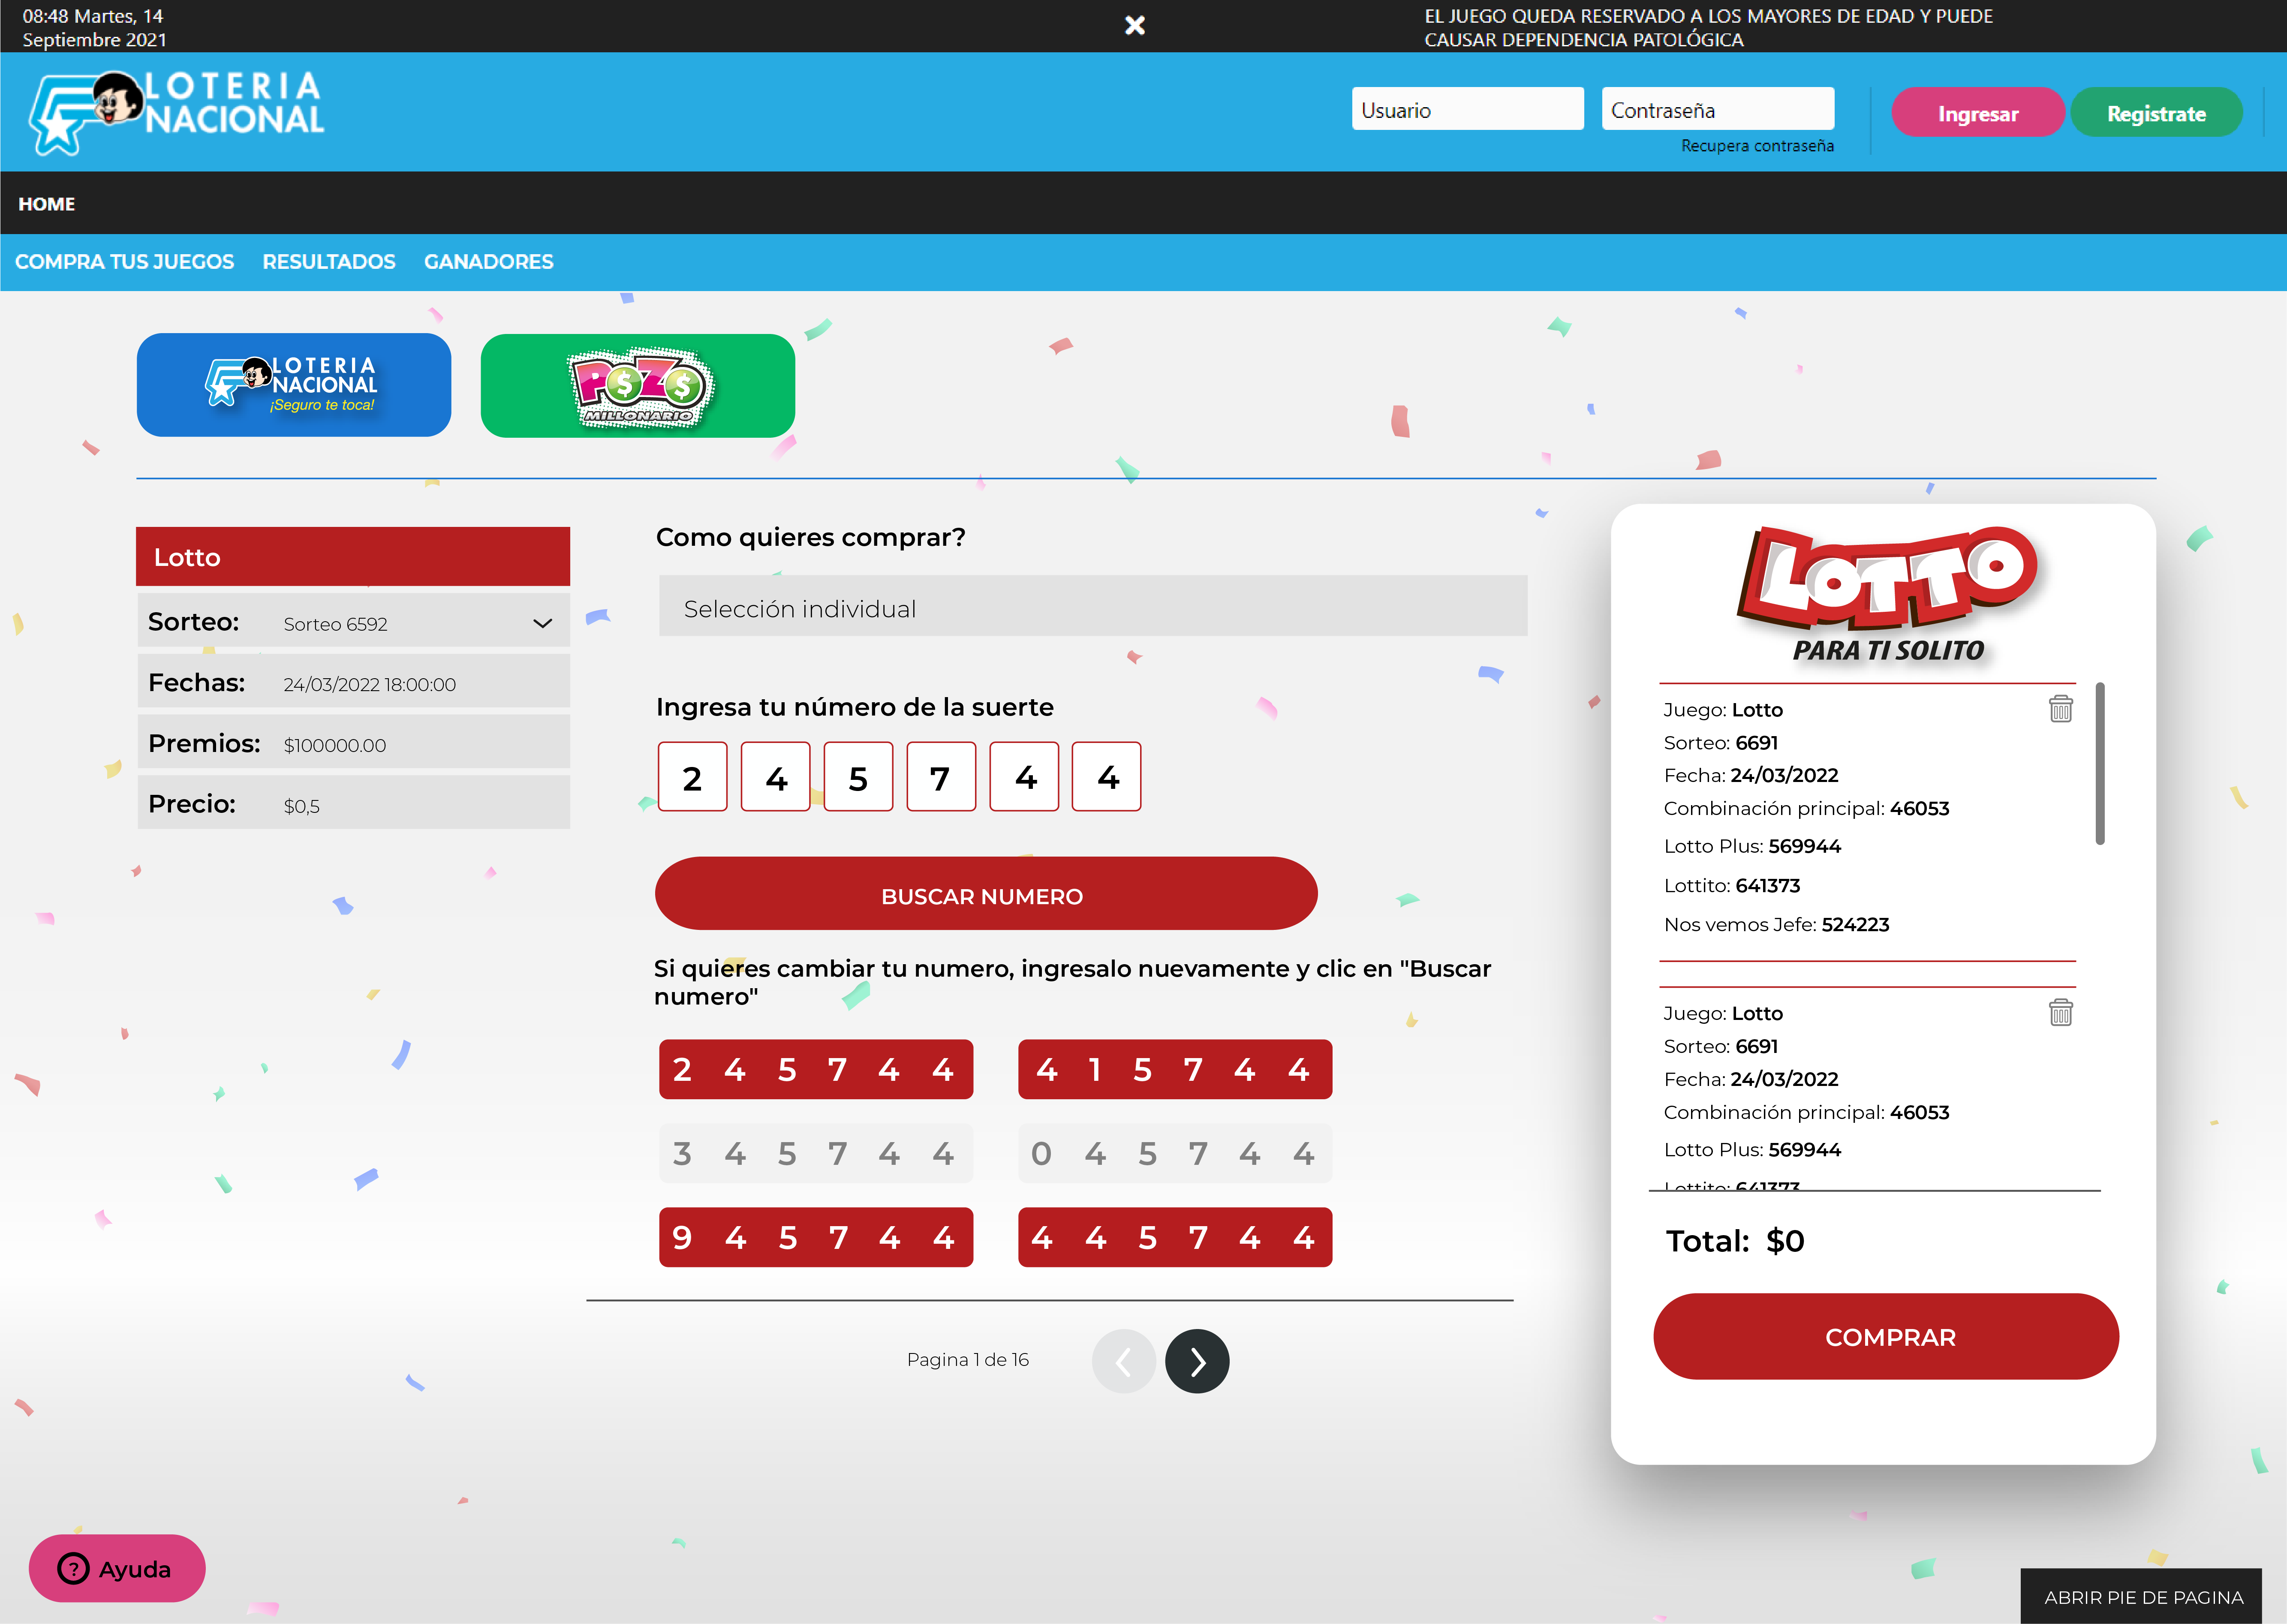 08:48 Martes, 14
Septiembre 2021
EL JUEGO QUEDA RESERVADO A LOS MAYORES DE EDAD Y PUEDE
CAUSAR DEPENDENCIA PATOLÓGICA
LOTERIA
NACIONAL
Usuario
Contraseña
Ingresar
Registrate
Recupera contraseña
HOME
COMPRA TUS JUEGOS RESULTADOS GANADORES
LOTERIA
NACIONAL
¡Seguro te toca!
POZO
MILLONARIO
Lotto
Sorteo: Sorteo 6592
Fechas: 24/03/2022 18:00:00
Premios: $100000.00
Precio: $0,5
Como quieres comprar?
Selección individual
Ingresa tu número de la suerte
2 4 5 7 4 4
BUSCAR NUMERO
Si quieres cambiar tu numero, ingresalo nuevamente y clic en "Buscar
numero"
2 4 5 7 4 4
4 1 5 7 4 4
3 4 5 7 4 4
0 4 5 7 4 4
9 4 5 7 4 4
4 4 5 7 4 4
Pagina 1 de 16
LOTTO
PARA TI SOLITO
Juego: Lotto
Sorteo: 6691
Fecha: 24/03/2022
Combinación principal: 46053
Lotto Plus: 569944
Lottito: 641373
Nos vemos Jefe: 524223
Juego: Lotto
Sorteo: 6691
Fecha: 24/03/2022
Combinación principal: 46053
Lotto Plus: 569944
Lottito: 641373
Total: $0
COMPRAR
? Ayuda
ABRIR PIE DE PAGINA